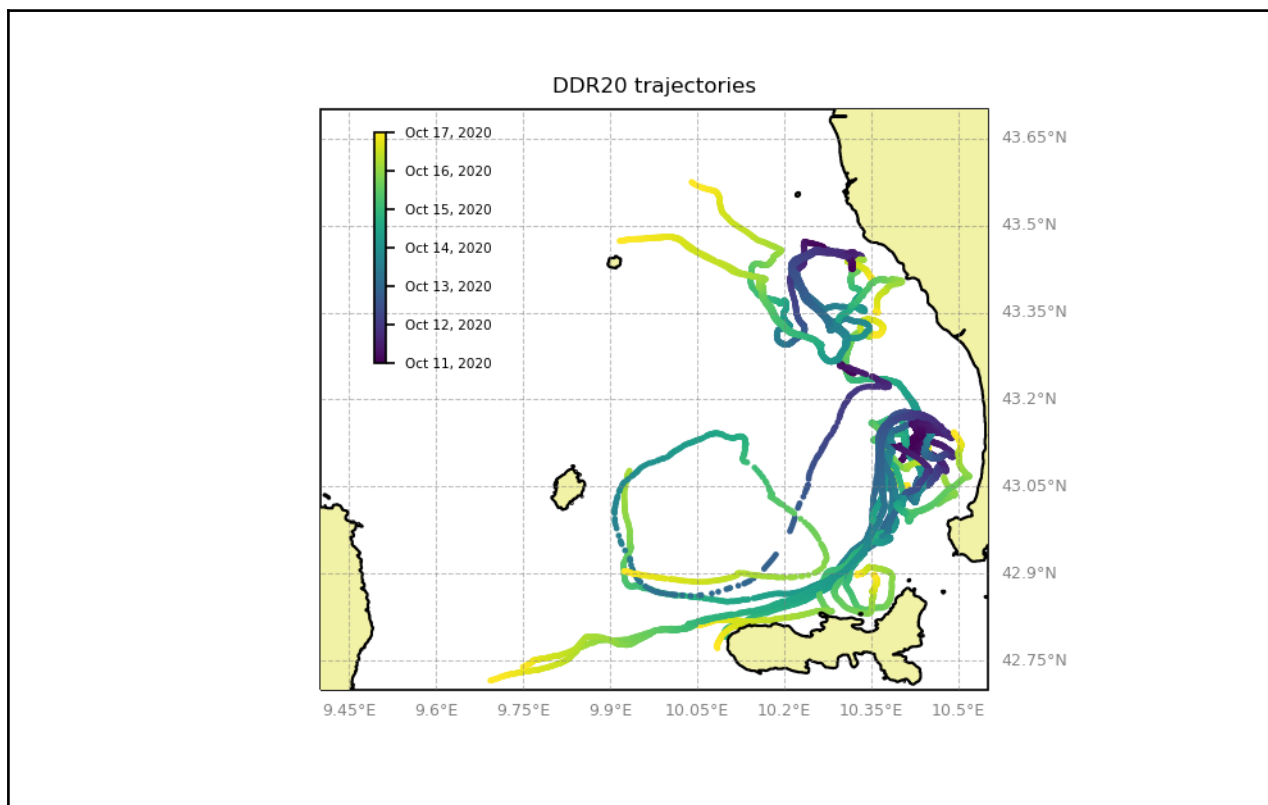 DDR20 trajectories
Oct 17, 2020
Oct 16, 2020
Oct 15, 2020
Oct 14, 2020
Oct 13, 2020
Oct 12, 2020
Oct 11, 2020
43.65°N
43.5°N
43.35°N
43.2°N
43.05°N
42.9°N
42.75°N
9.45°E 9.6°E 9.75°E 9.9°E 10.05°E 10.2°E 10.35°E 10.5°E